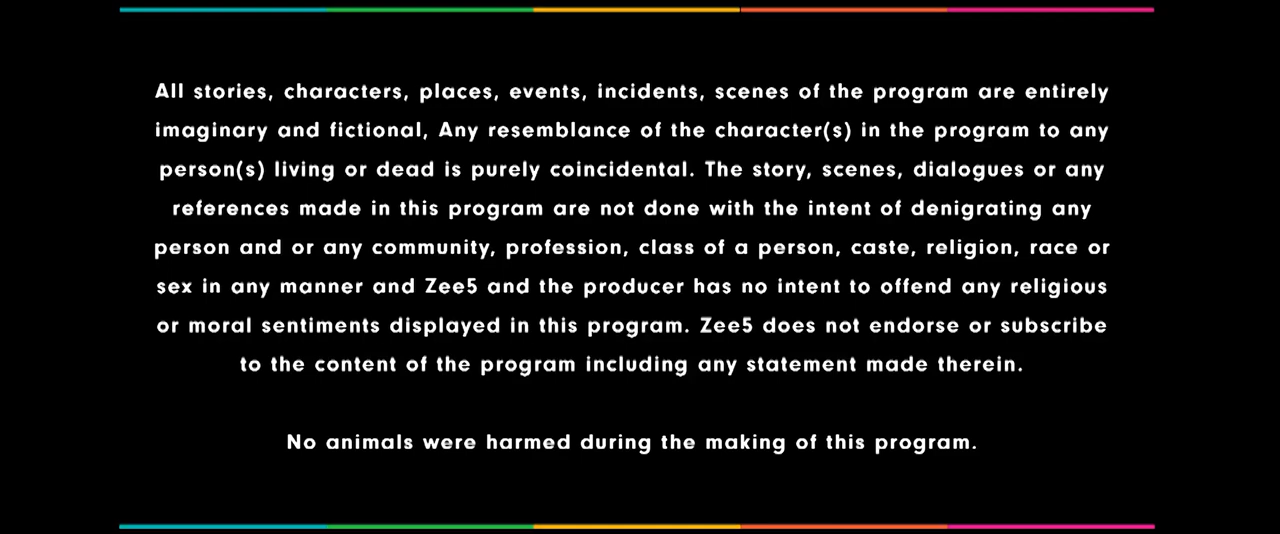 All stories, characters, places, events, incidents, scenes of the program are entirely
imaginary and fictional, Any resemblance of the character(s) in the program to any
person(s) living or dead is purely coincidental. The story, scenes, dialogues or any
references made in this program are not done with the intent of denigrating any
person and or any community, profession, class of a person, caste, religion, race or
sex in any manner and Zee5 and the producer has no intent to offend any religious
or moral sentiments displayed in this program. Zee5 does not endorse or subscribe
to the content of the program including any statement made therein.
No animals were harmed during the making of this program.